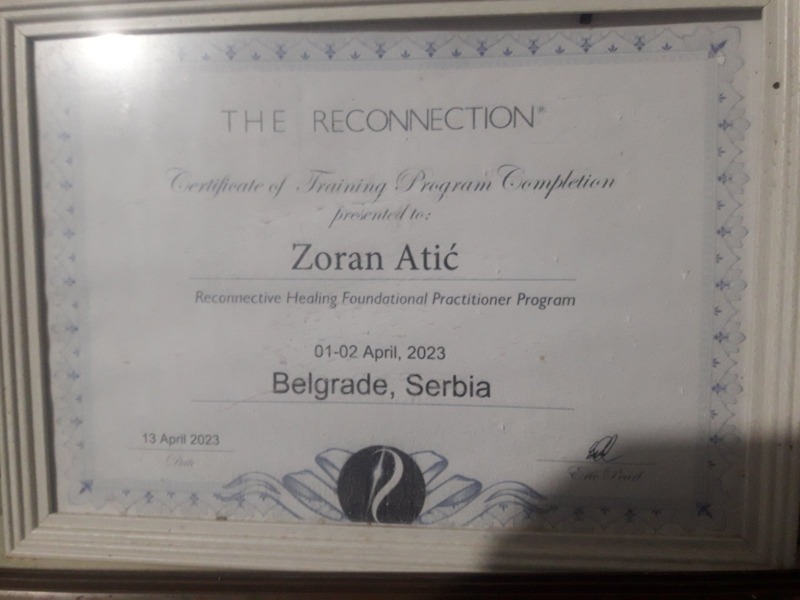 THE RECONNECTION®
Certificate of Training Program Completion
presented to:
Zoran Atić
Reconnective Healing Foundational Practitioner Program
01-02 April, 2023
Belgrade, Serbia
13 April 2023
Date
Eric Pearl